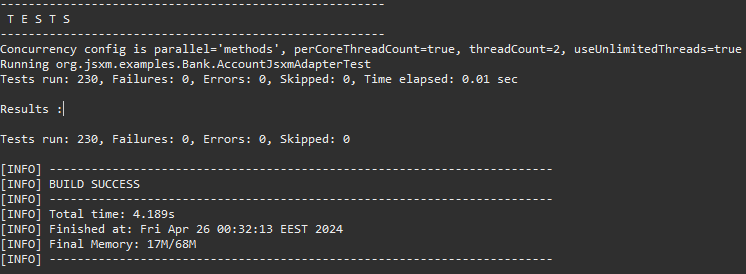 -------------------------------------------------------
 T E S T S
-------------------------------------------------------
Concurrency config is parallel='methods', perCoreThreadCount=true, threadCount=2, useUnlimitedThreads=true
Running org.jsxm.examples.Bank.AccountJsxmAdapterTest
Tests run: 230, Failures: 0, Errors: 0, Skipped: 0, Time elapsed: 0.01 sec

Results :

Tests run: 230, Failures: 0, Errors: 0, Skipped: 0

[INFO] ------------------------------------------------------------------------
[INFO] BUILD SUCCESS
[INFO] ------------------------------------------------------------------------
[INFO] Total time: 4.189s
[INFO] Finished at: Fri Apr 26 00:32:13 EEST 2024
[INFO] Final Memory: 17M/68M
[INFO] ------------------------------------------------------------------------